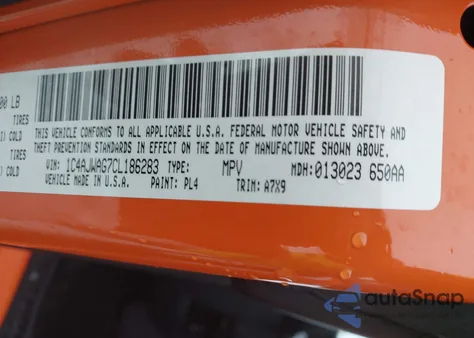 00 LB
TIRES
COLD
TIRES
COLD
THIS VEHICLE CONFORMS TO ALL APPLICABLE U.S.A. FEDERAL MOTOR VEHICLE SAFETY AND
THEFT PREVENTION STANDARDS IN EFFECT ON THE DATE OF MANUFACTURE SHOWN ABOVE.
VIN: 1C4AJWAG7CL186283 TYPE: MPV MDH: 013023 650AA
VEHICLE MADE IN U.S.A. PAINT: PL4 TRIM: A7X9
autoSnap